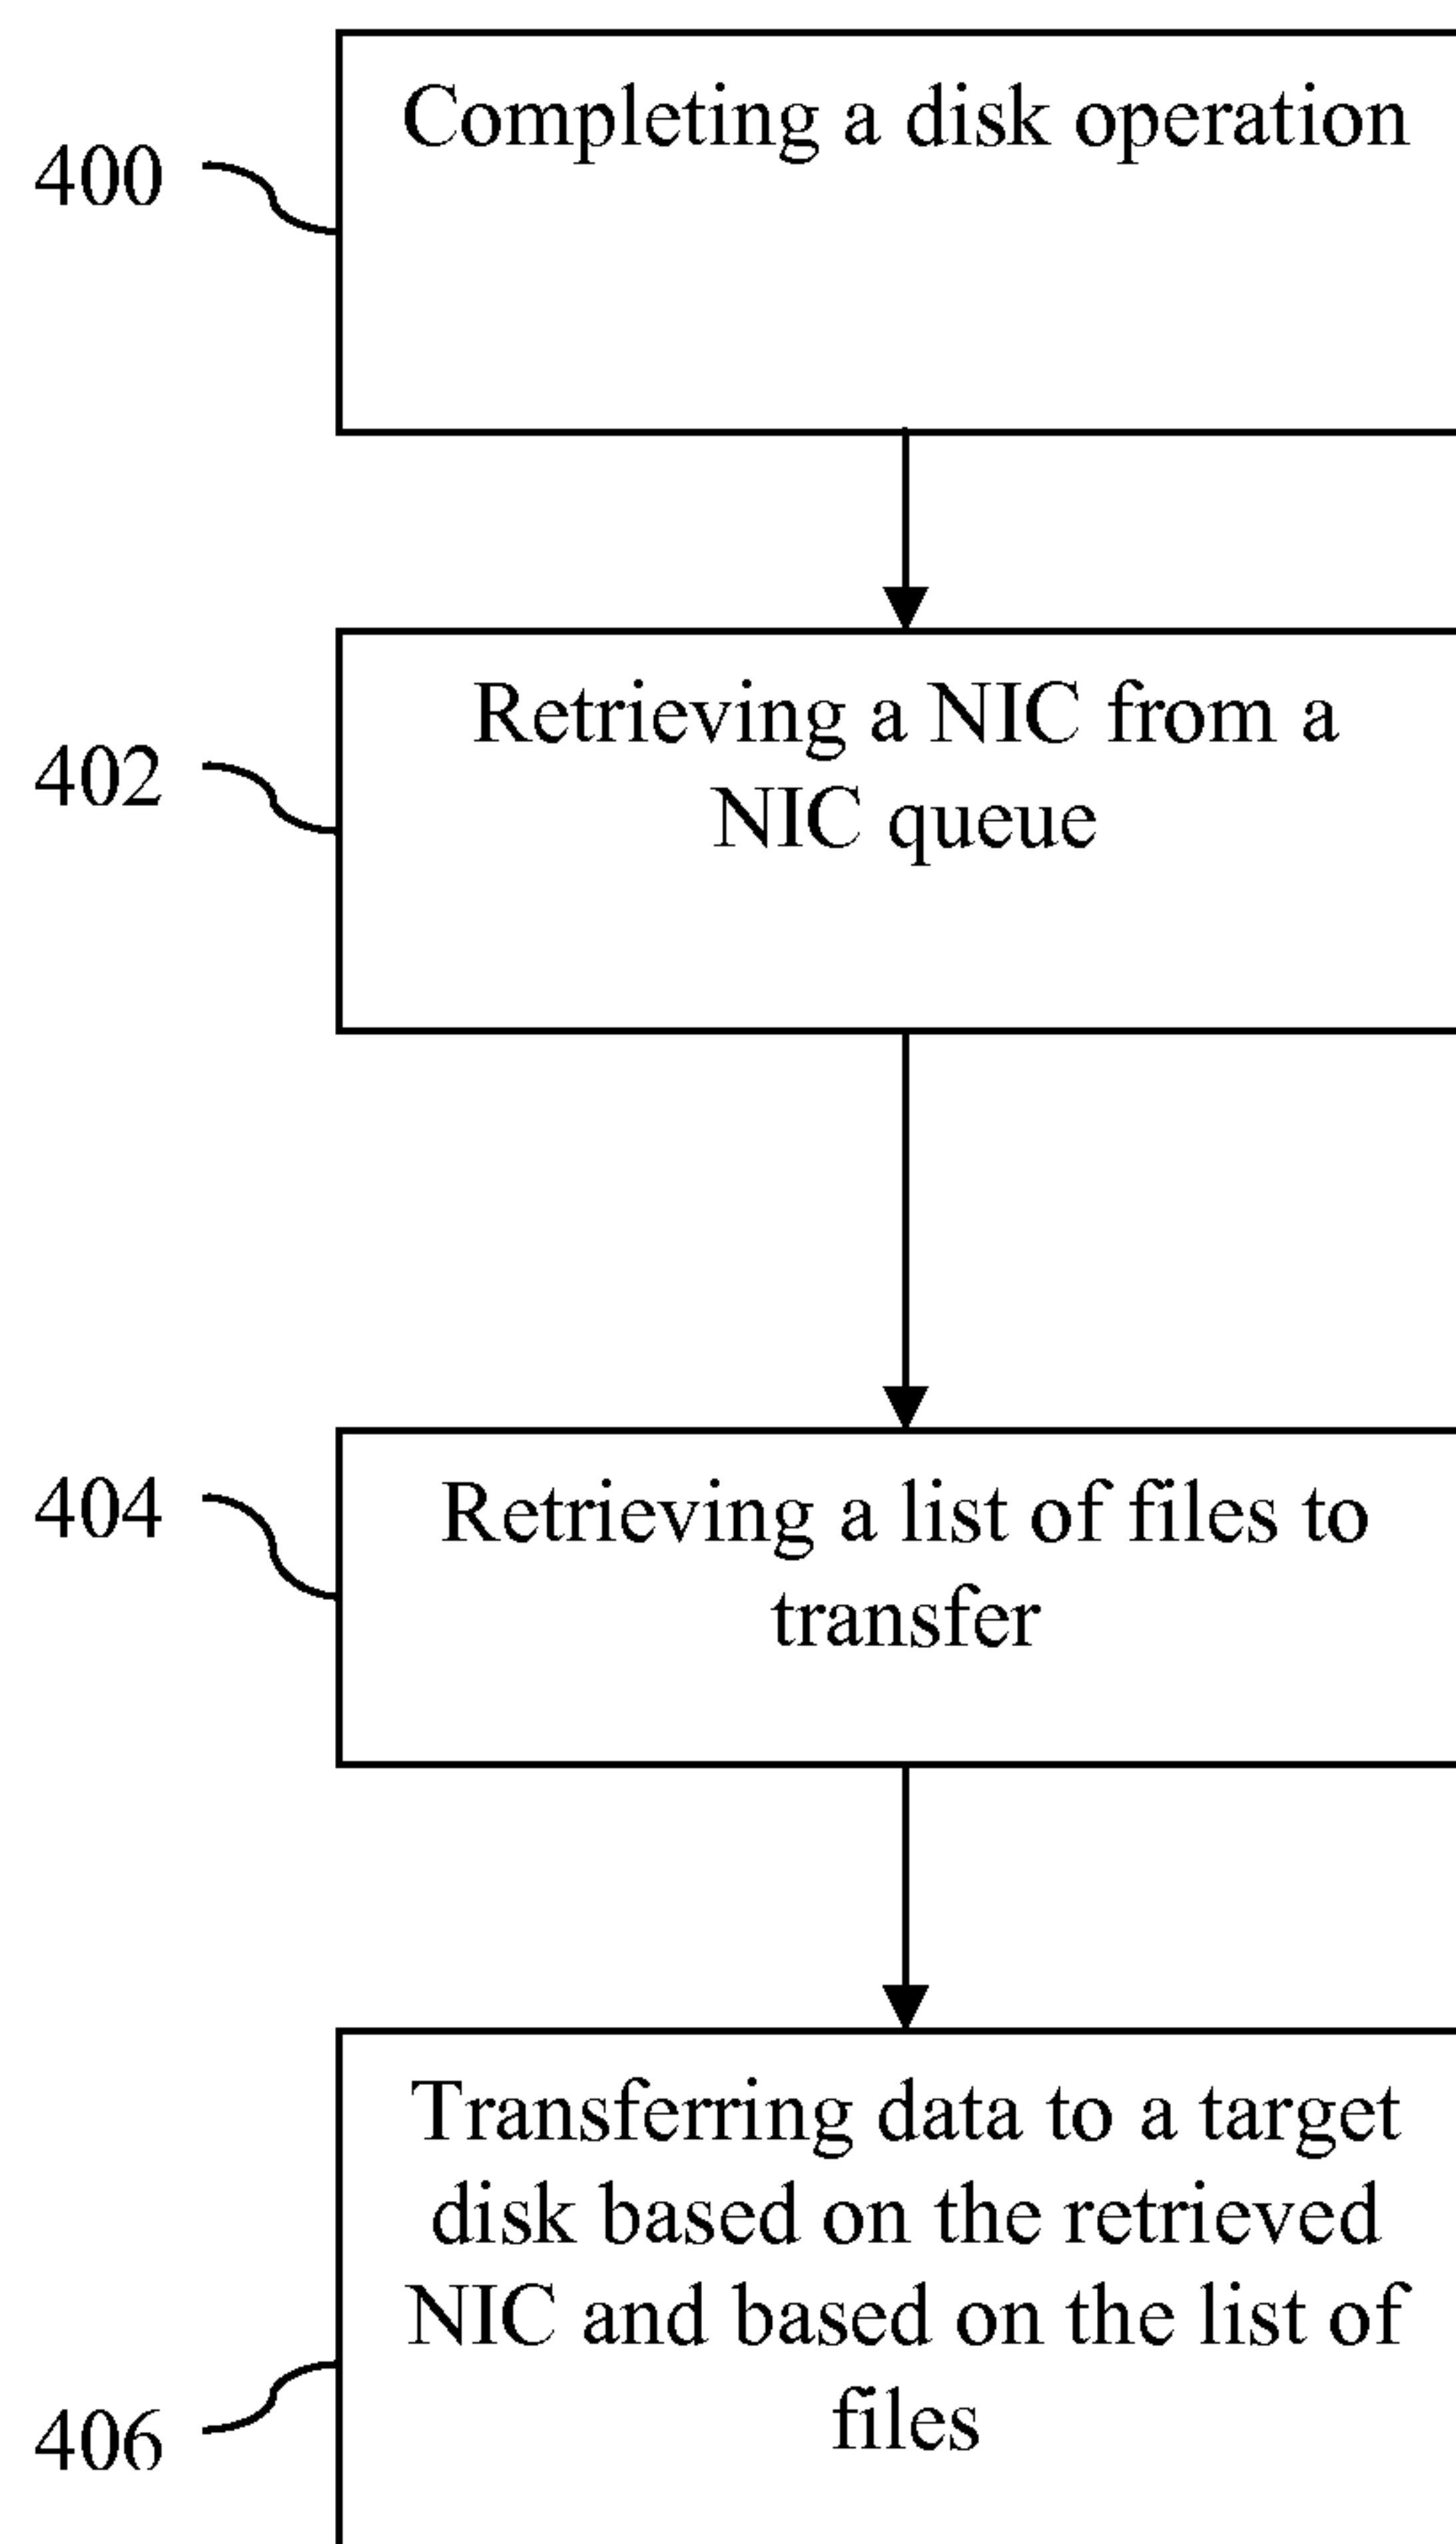 Completing a disk operation
400
Retrieving a NIC from a
NIC queue
402
Retrieving a list of files to
transfer
404
Transferring data to a target
disk based on the retrieved
NIC and based on the list of
files
406